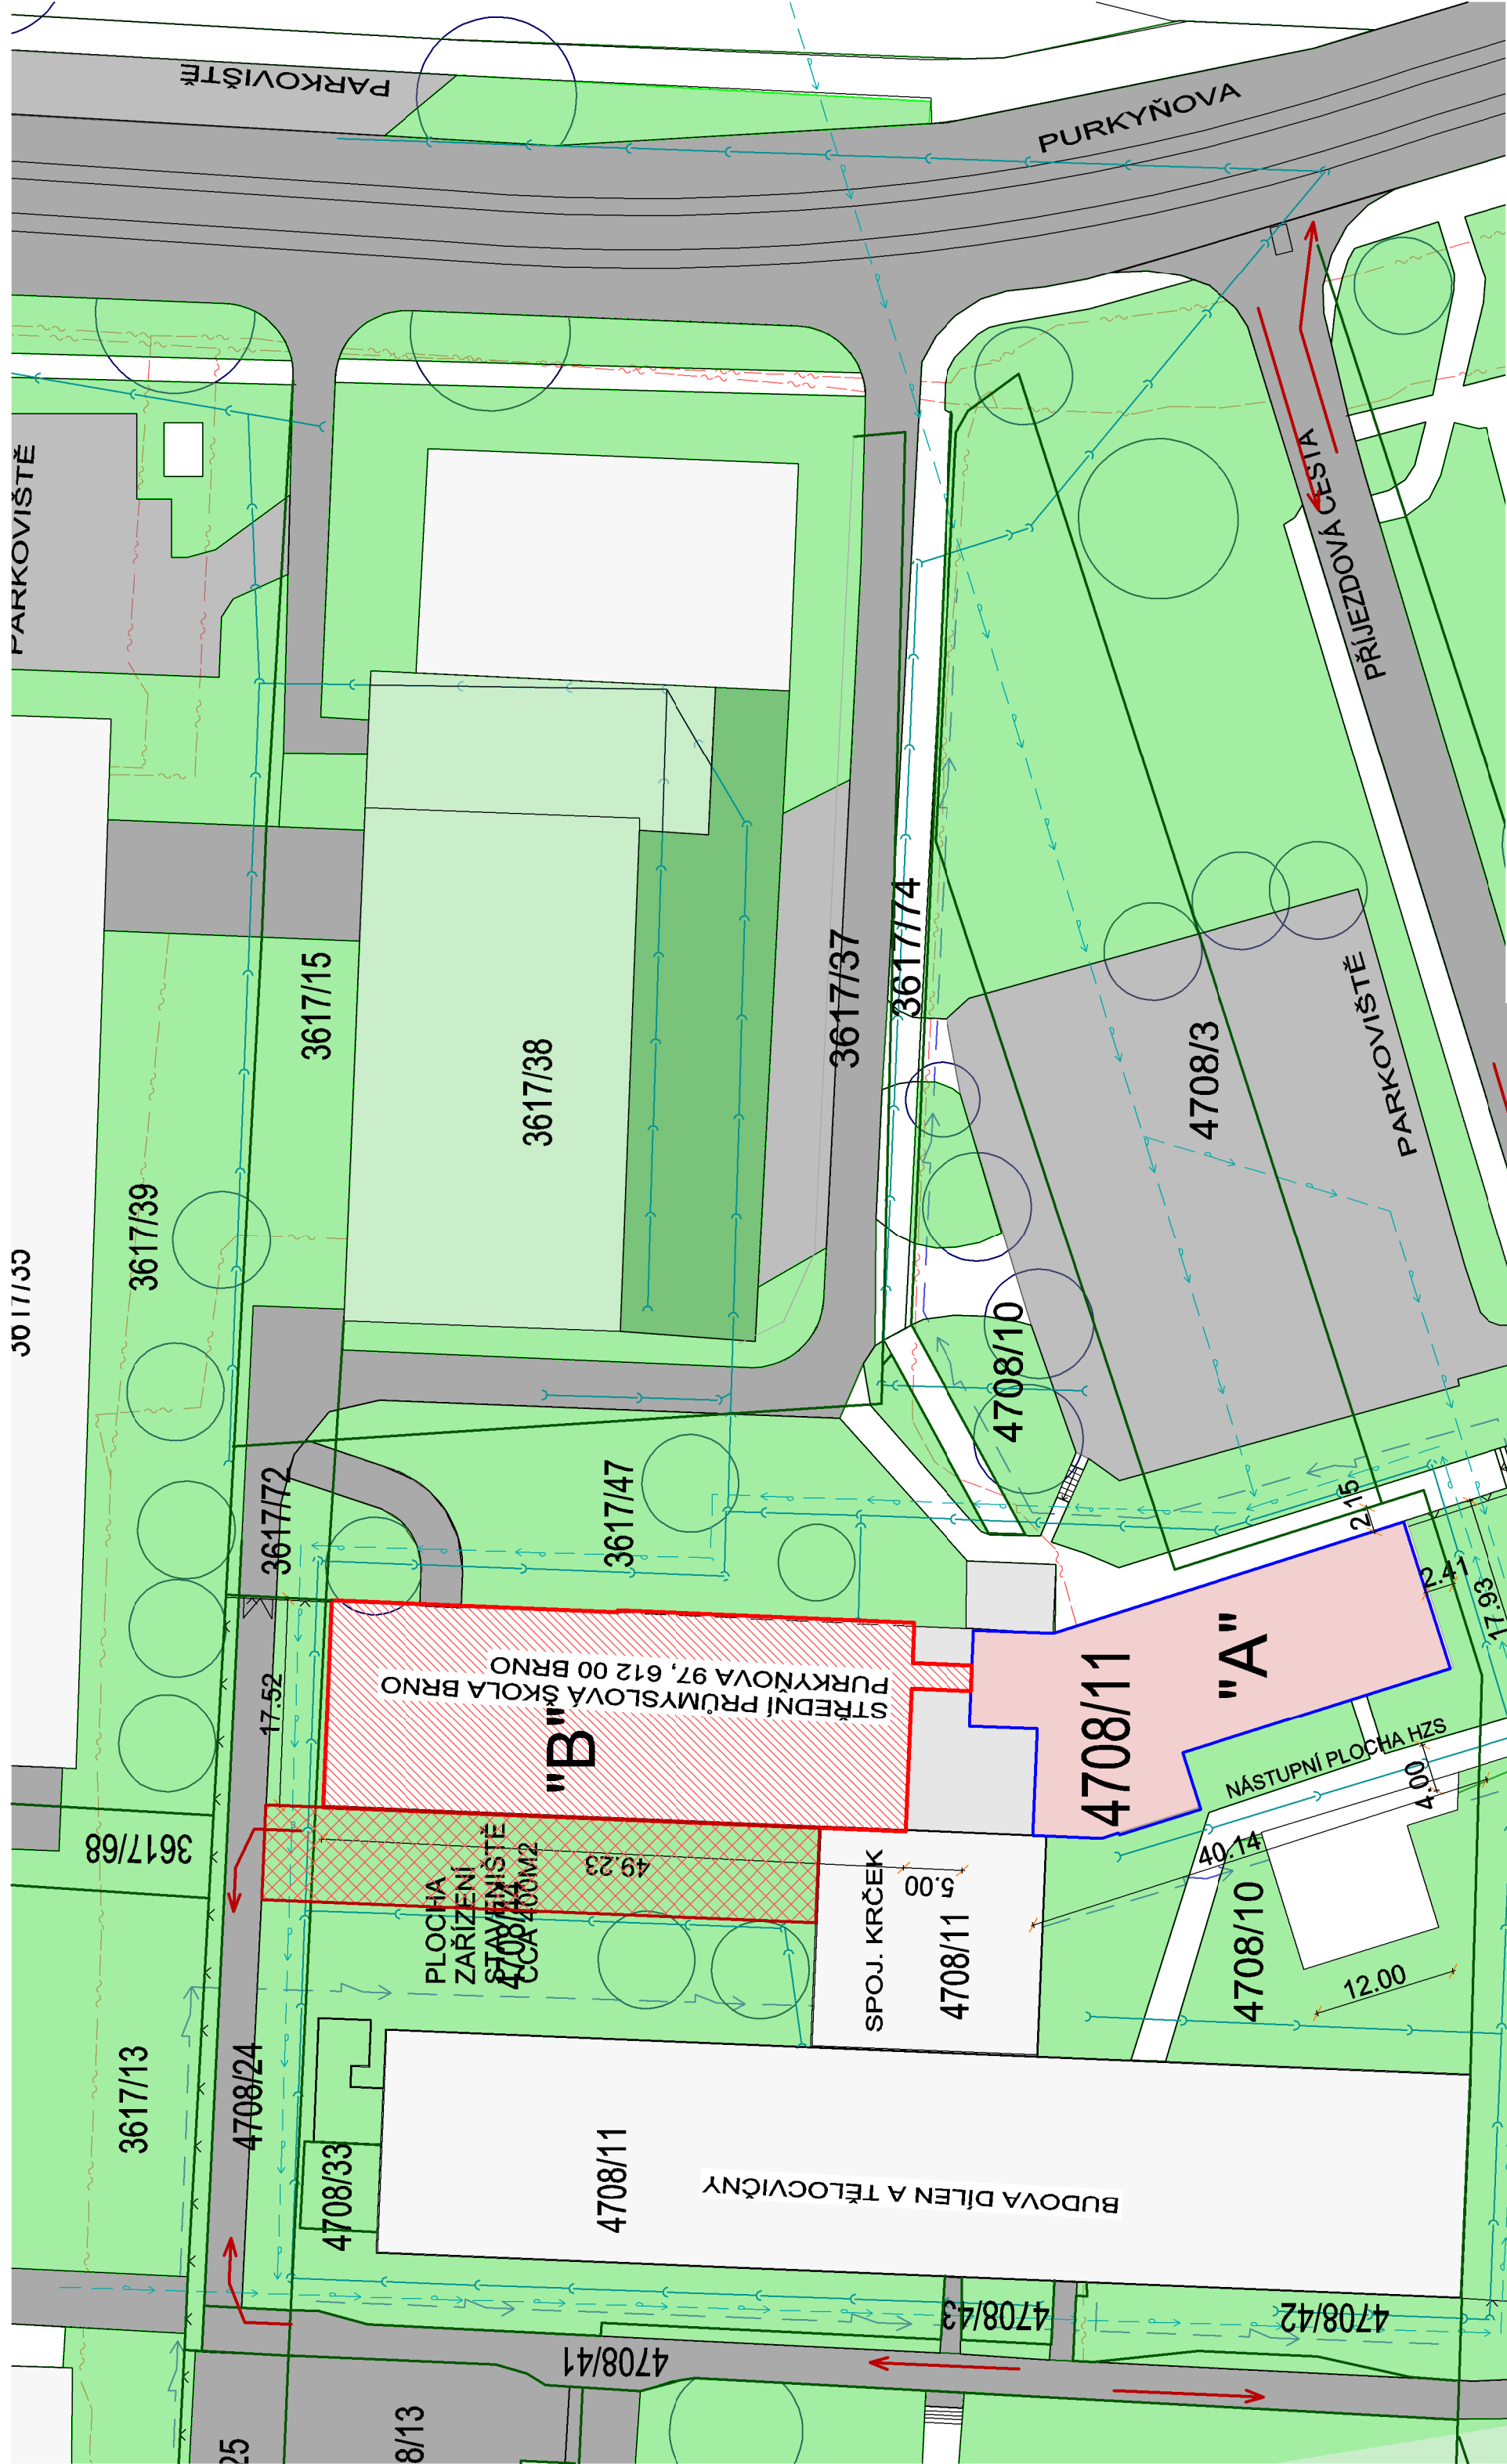 PARKOVIŠTĚ
PURKYŇOVA
PARKOVIŠTĚ
PŘÍJEZDOVÁ CESTA
3617/15
3617/37
3617/74
3617/38
4708/3
PARKOVIŠTĚ
3617/39
4708/10
3617/72
3617/47
2.15
2.41
17.93
17.52
STŘEDNÍ PRŮMYSLOVÁ ŠKOLA BRNO
PURKYŇOVA 97, 612 00 BRNO
"B"
4708/11
"A"
NÁSTUPNÍ PLOCHA HZS
4.00
3617/68
PLOCHA
ZAŘÍZENÍ
STAVENIŠTĚ
CCA 400M2
49.23
5.00
40.14
SPOJ. KRČEK
4708/11
4708/10
12.00
3617/13
4708/24
4708/33
4708/11
BUDOVA DÍLEN A TĚLOCVIČNY
4708/43
4708/42
4708/41
8/13
25